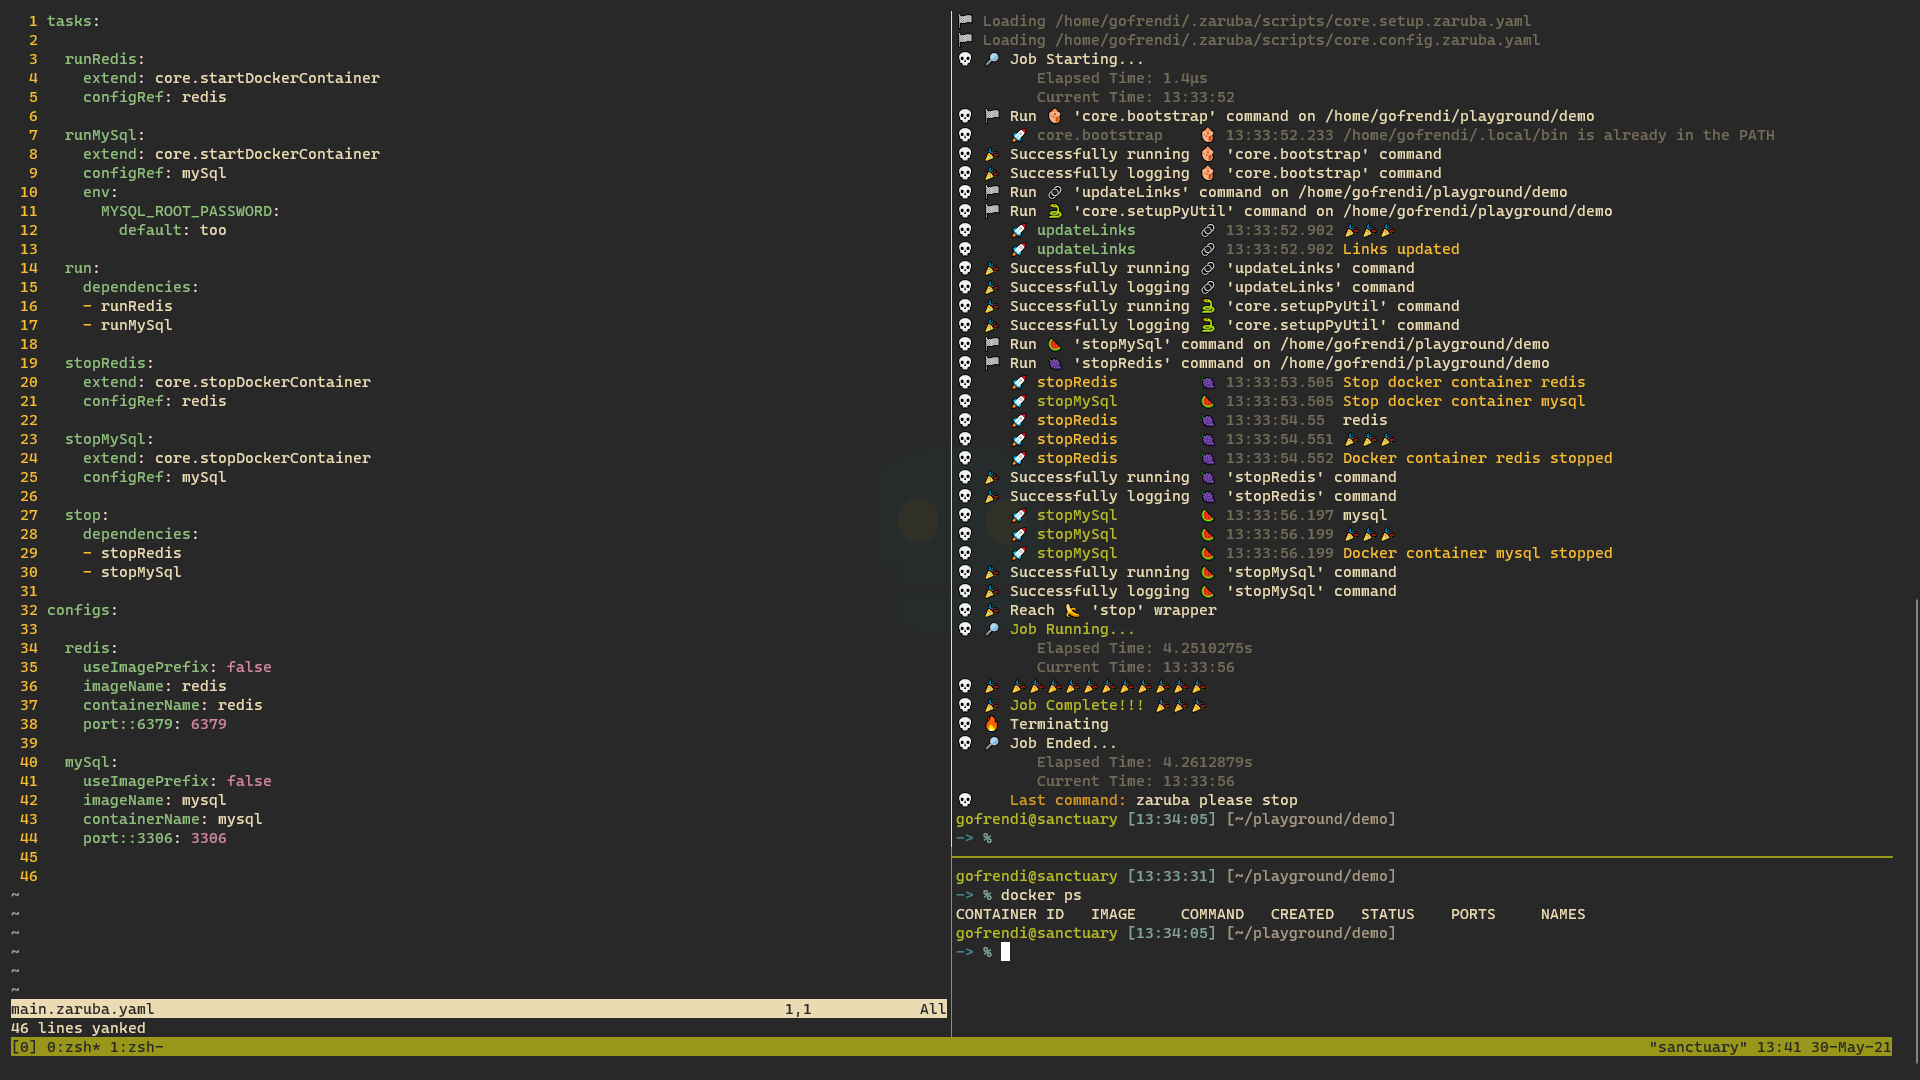 1 tasks:
2
3   runRedis:
4     extend: core.startDockerContainer
5     configRef: redis
6
7   runMySql:
8     extend: core.startDockerContainer
9     configRef: mySql
10     env:
11       MYSQL_ROOT_PASSWORD:
12         default: too
13
14   run:
15     dependencies:
16     - runRedis
17     - runMySql
18
19   stopRedis:
20     extend: core.stopDockerContainer
21     configRef: redis
22
23   stopMySql:
24     extend: core.stopDockerContainer
25     configRef: mySql
26
27   stop:
28     dependencies:
29     - stopRedis
30     - stopMySql
31
32 configs:
33
34   redis:
35     useImagePrefix: false
36     imageName: redis
37     containerName: redis
38     port::6379: 6379
39
40   mySql:
41     useImagePrefix: false
42     imageName: mysql
43     containerName: mysql
44     port::3306: 3306
45
46
~
~
~
~
~
~
main.zaruba.yaml 1,1 All
46 lines yanked
🏁 Loading /home/gofrendi/.zaruba/scripts/core.setup.zaruba.yaml
🏁 Loading /home/gofrendi/.zaruba/scripts/core.config.zaruba.yaml
💀 🔎 Job Starting...
Elapsed Time: 1.4µs
Current Time: 13:33:52
💀 🏁 Run 🍿 'core.bootstrap' command on /home/gofrendi/playground/demo
💀 🚀 core.bootstrap 🍿 13:33:52.233 /home/gofrendi/.local/bin is already in the PATH
💀 🎉 Successfully running 🍿 'core.bootstrap' command
💀 🎉 Successfully logging 🍿 'core.bootstrap' command
💀 🏁 Run 🔗 'updateLinks' command on /home/gofrendi/playground/demo
💀 🏁 Run 🐍 'core.setupPyUtil' command on /home/gofrendi/playground/demo
💀 🚀 updateLinks 🔗 13:33:52.902 🎉🎉🎉
💀 🚀 updateLinks 🔗 13:33:52.902 Links updated
💀 🎉 Successfully running 🔗 'updateLinks' command
💀 🎉 Successfully logging 🔗 'updateLinks' command
💀 🎉 Successfully running 🐍 'core.setupPyUtil' command
💀 🎉 Successfully logging 🐍 'core.setupPyUtil' command
💀 🏁 Run 🍉 'stopMySql' command on /home/gofrendi/playground/demo
💀 🏁 Run 🍇 'stopRedis' command on /home/gofrendi/playground/demo
💀 🚀 stopRedis 🍇 13:33:53.505 Stop docker container redis
💀 🚀 stopMySql 🍉 13:33:53.505 Stop docker container mysql
💀 🚀 stopRedis 🍇 13:33:54.55 redis
💀 🚀 stopRedis 🍇 13:33:54.551 🎉🎉🎉
💀 🚀 stopRedis 🍇 13:33:54.552 Docker container redis stopped
💀 🎉 Successfully running 🍇 'stopRedis' command
💀 🎉 Successfully logging 🍇 'stopRedis' command
💀 🚀 stopMySql 🍉 13:33:56.197 mysql
💀 🚀 stopMySql 🍉 13:33:56.199 🎉🎉🎉
💀 🚀 stopMySql 🍉 13:33:56.199 Docker container mysql stopped
💀 🎉 Successfully running 🍉 'stopMySql' command
💀 🎉 Successfully logging 🍉 'stopMySql' command
💀 🎉 Reach 🍌 'stop' wrapper
💀 🔎 Job Running...
Elapsed Time: 4.2510275s
Current Time: 13:33:56
💀 🎉 🎉🎉🎉🎉🎉🎉🎉🎉🎉🎉🎉
💀 🎉 Job Complete!!! 🎉🎉🎉
💀 🔥 Terminating
💀 🔎 Job Ended...
Elapsed Time: 4.2612879s
Current Time: 13:33:56
💀 Last command: zaruba please stop
gofrendi@sanctuary [13:34:05] [~/playground/demo]
-> %
gofrendi@sanctuary [13:33:31] [~/playground/demo]
-> % docker ps
CONTAINER ID   IMAGE     COMMAND   CREATED   STATUS    PORTS     NAMES
gofrendi@sanctuary [13:34:05] [~/playground/demo]
-> %
[0] 0:zsh* 1:zsh- "sanctuary" 13:41 30-May-21